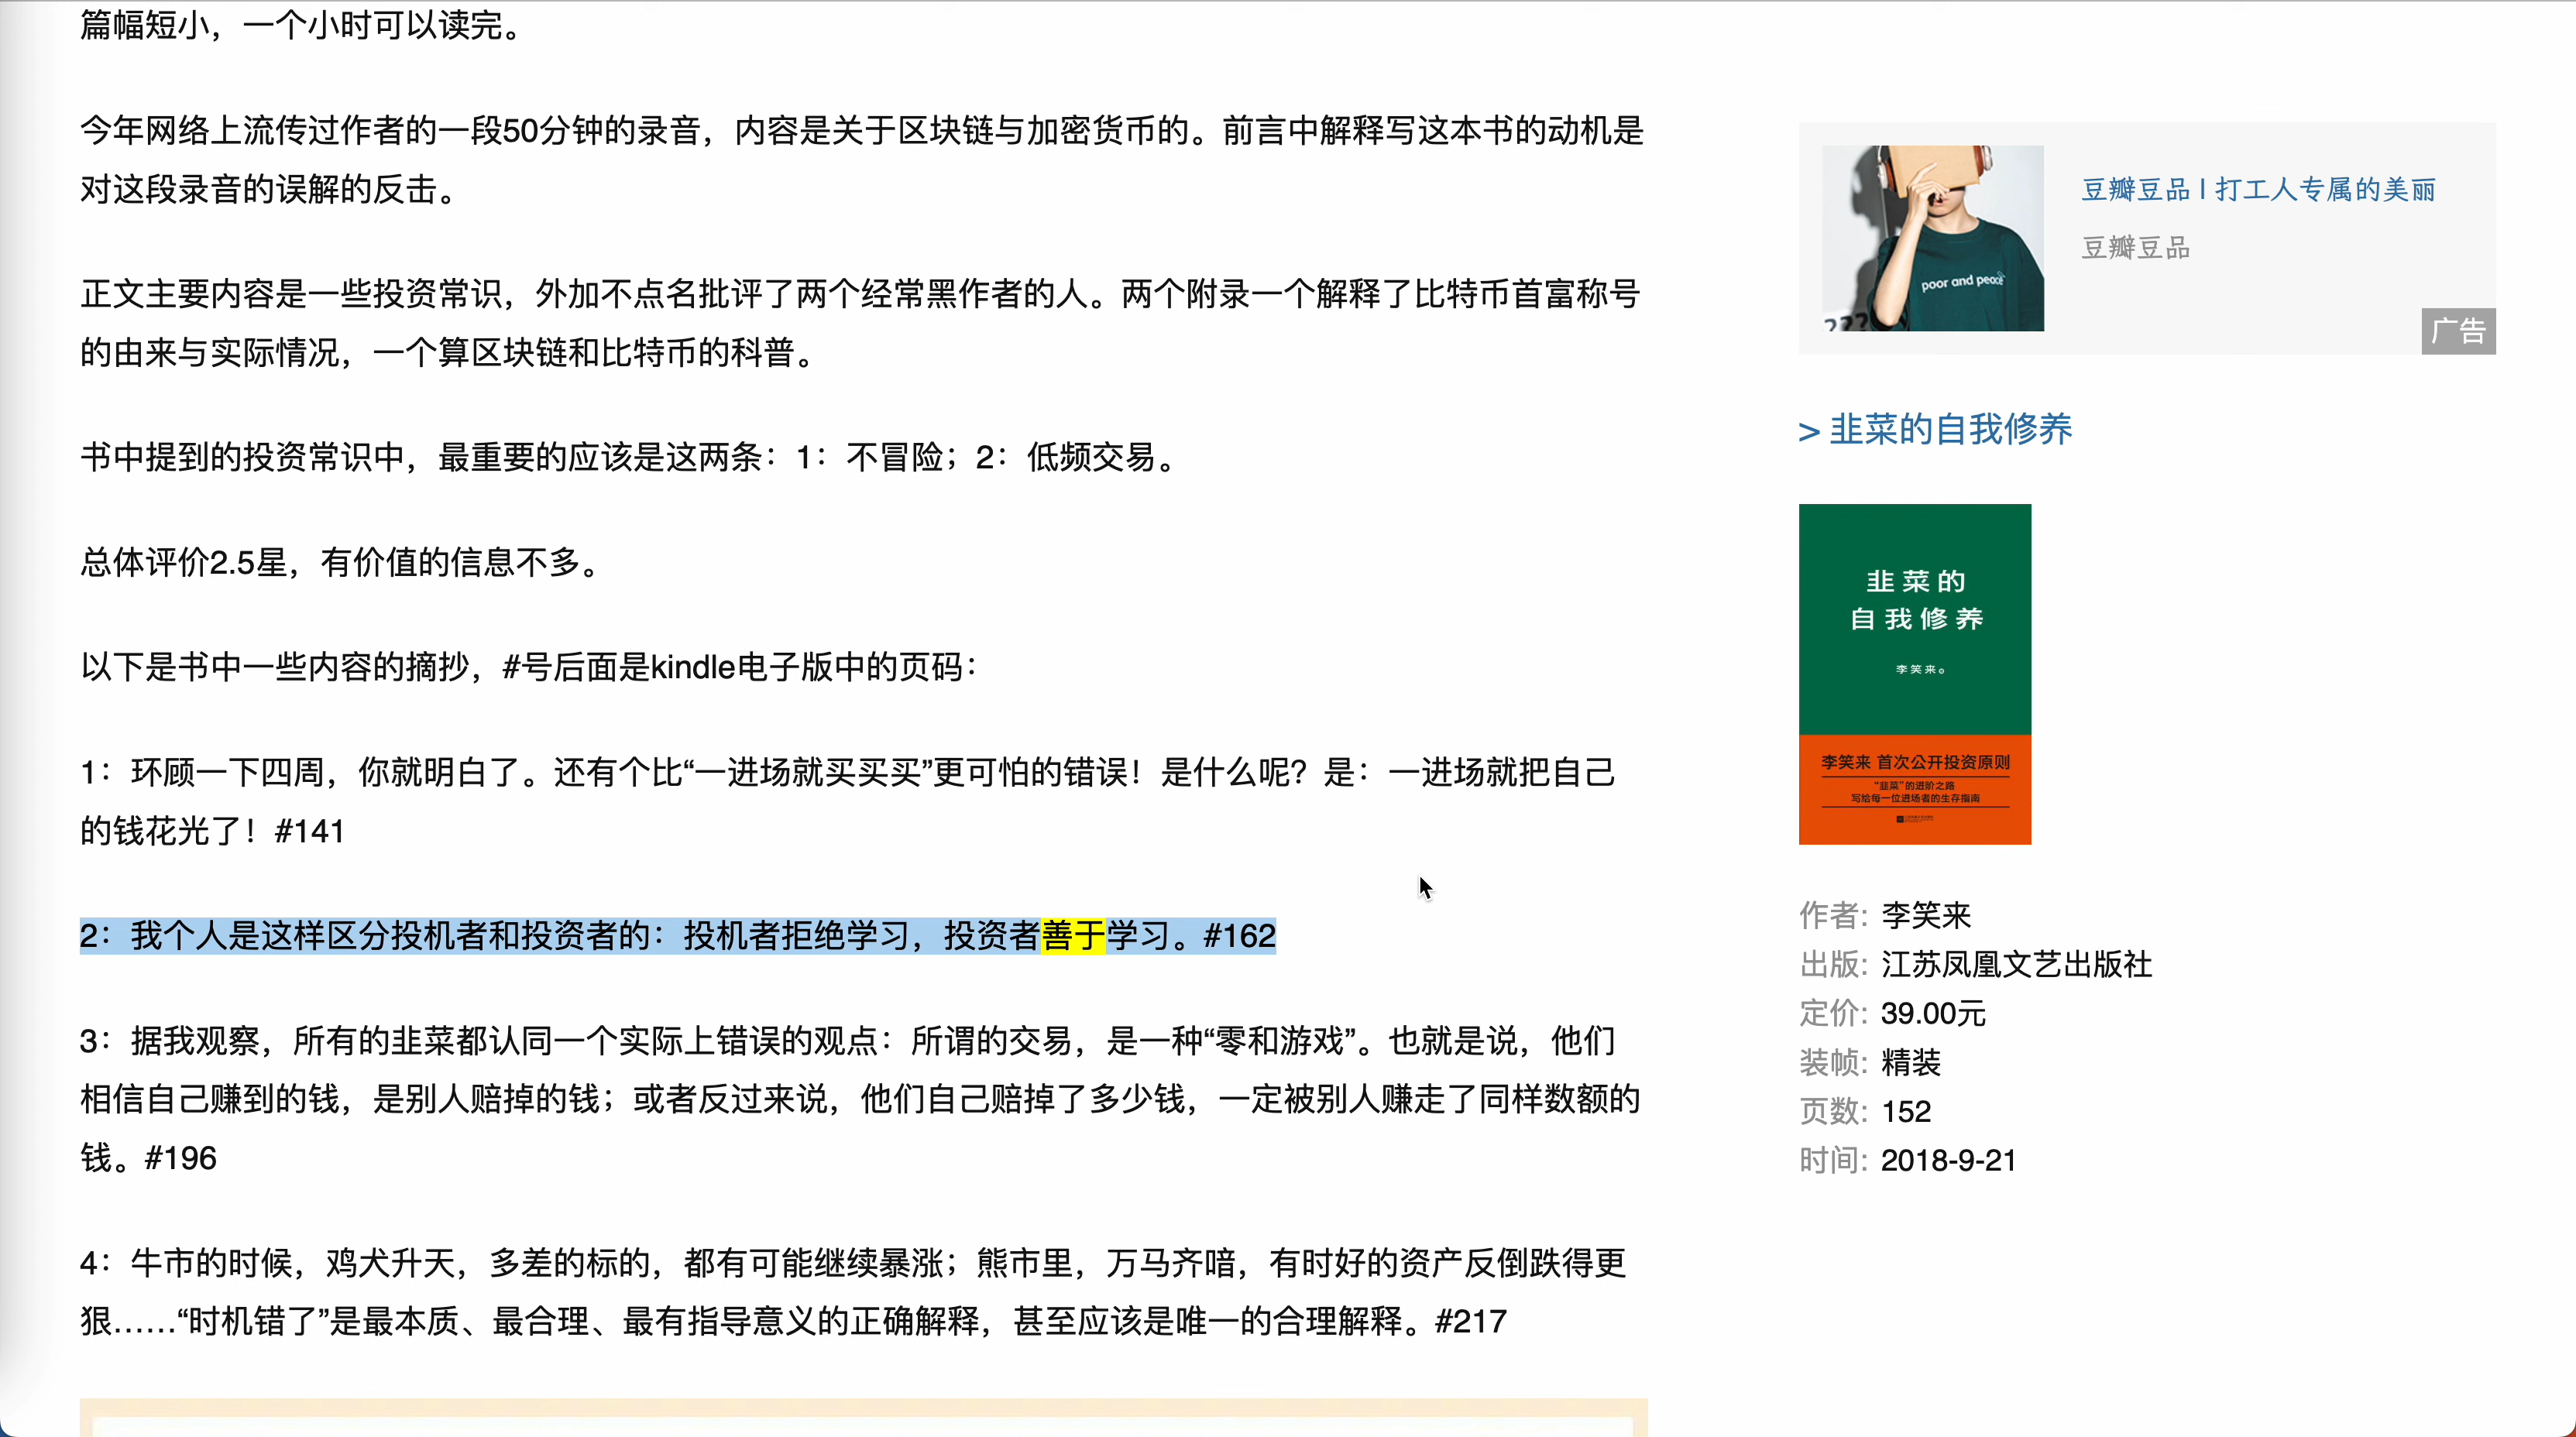 篇幅短小，一个小时可以读完。
今年网络上流传过作者的一段50分钟的录音，内容是关于区块链与加密货币的。前言中解释写这本书的动机是
对这段录音的误解的反击。
正文主要内容是一些投资常识，外加不点名批评了两个经常黑作者的人。两个附录一个解释了比特币首富称号
的由来与实际情况，一个算区块链和比特币的科普。
书中提到的投资常识中，最重要的应该是这两条：1：不冒险；2：低频交易。
总体评价2.5星，有价值的信息不多。
以下是书中一些内容的摘抄，#号后面是kindle电子版中的页码：
1：环顾一下四周，你就明白了。还有个比“一进场就买买买”更可怕的错误！是什么呢？是：一进场就把自己
的钱花光了！#141
2：我个人是这样区分投机者和投资者的：投机者拒绝学习，投资者善于学习。#162
3：据我观察，所有的韭菜都认同一个实际上错误的观点：所谓的交易，是一种“零和游戏”。也就是说，他们
相信自己赚到的钱，是别人赔掉的钱；或者反过来说，他们自己赔掉了多少钱，一定被别人赚走了同样数额的
钱。#196
4：牛市的时候，鸡犬升天，多差的标的，都有可能继续暴涨；熊市里，万马齐喑，有时好的资产反倒跌得更
狠……“时机错了”是最本质、最合理、最有指导意义的正确解释，甚至应该是唯一的合理解释。#217
poor and peace
???
豆瓣豆品 | 打工人专属的美丽
豆瓣豆品
广告
> 韭菜的自我修养
韭菜的
自我修养
李笑来。
李笑来 首次公开投资原则
“韭菜”的进阶之路
写给每一位进场者的生存指南
作者: 李笑来
出版: 江苏凤凰文艺出版社
定价: 39.00元
装帧: 精装
页数: 152
时间: 2018-9-21